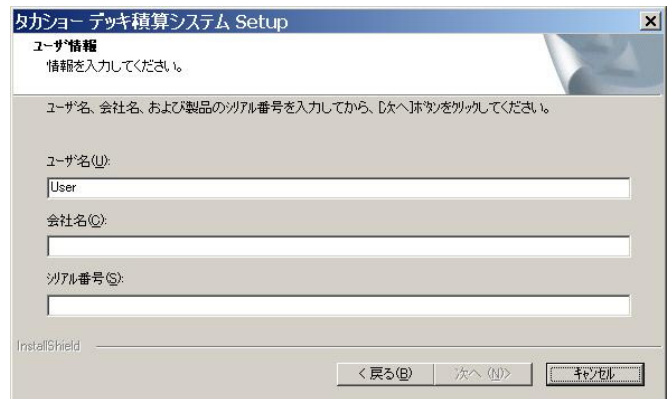 タカショー デッキ積算システム Setup
ユーザ情報
情報を入力してください。
ユーザ名、会社名、および製品のシリアル番号を入力してから、[次へ]ボタンをクリックしてください。
ユーザ名(U):
User
会社名(C):
シリアル番号(S):
InstallShield
< 戻る(B) 次へ (N)> キャンセル